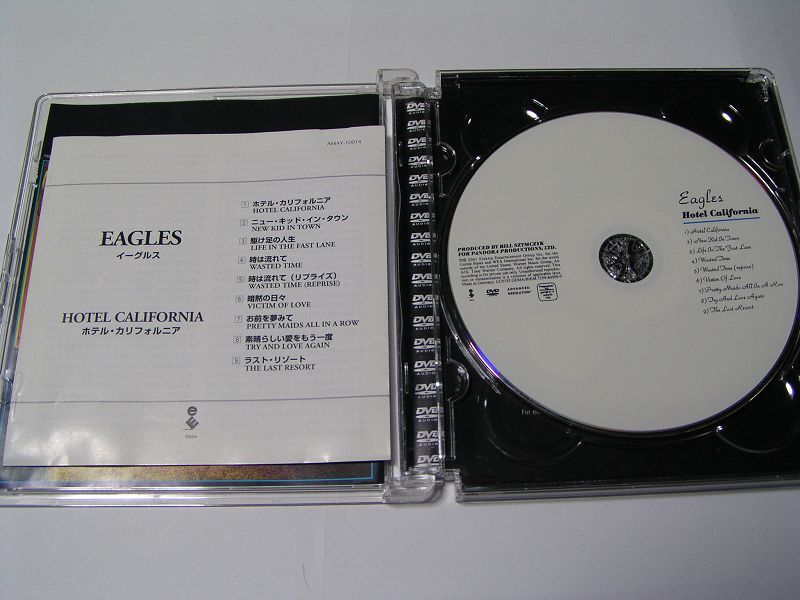 AMAY-10014
EAGLES
イーグルス
HOTEL CALIFORNIA
ホテル・カリフォルニア
1 ホテル・カリフォルニア
HOTEL CALIFORNIA
2 ニュー・キッド・イン・タウン
NEW KID IN TOWN
3 駆け足の人生
LIFE IN THE FAST LANE
4 時は流れて
WASTED TIME
5 時は流れて（リプライズ）
WASTED TIME (REPRISE)
6 暗黙の日々
VICTIM OF LOVE
7 お前を夢みて
PRETTY MAIDS ALL IN A ROW
8 素晴らしい愛をもう一度
TRY AND LOVE AGAIN
9 ラスト・リゾート
THE LAST RESORT
DVD
AUDIO
Eagles
Hotel California
1) Hotel California
2) New Kid In Town
3) Life In The Fast Lane
4) Wasted Time
5) Wasted Time (reprise)
6) Victim Of Love
7) Pretty Maids All In A Row
8) Try And Love Again
9) The Last Resort
PRODUCED BY BILL SZYMCZYK
FOR PANDORA PRODUCTIONS, LTD.
ADVANCED
RESOLUTION